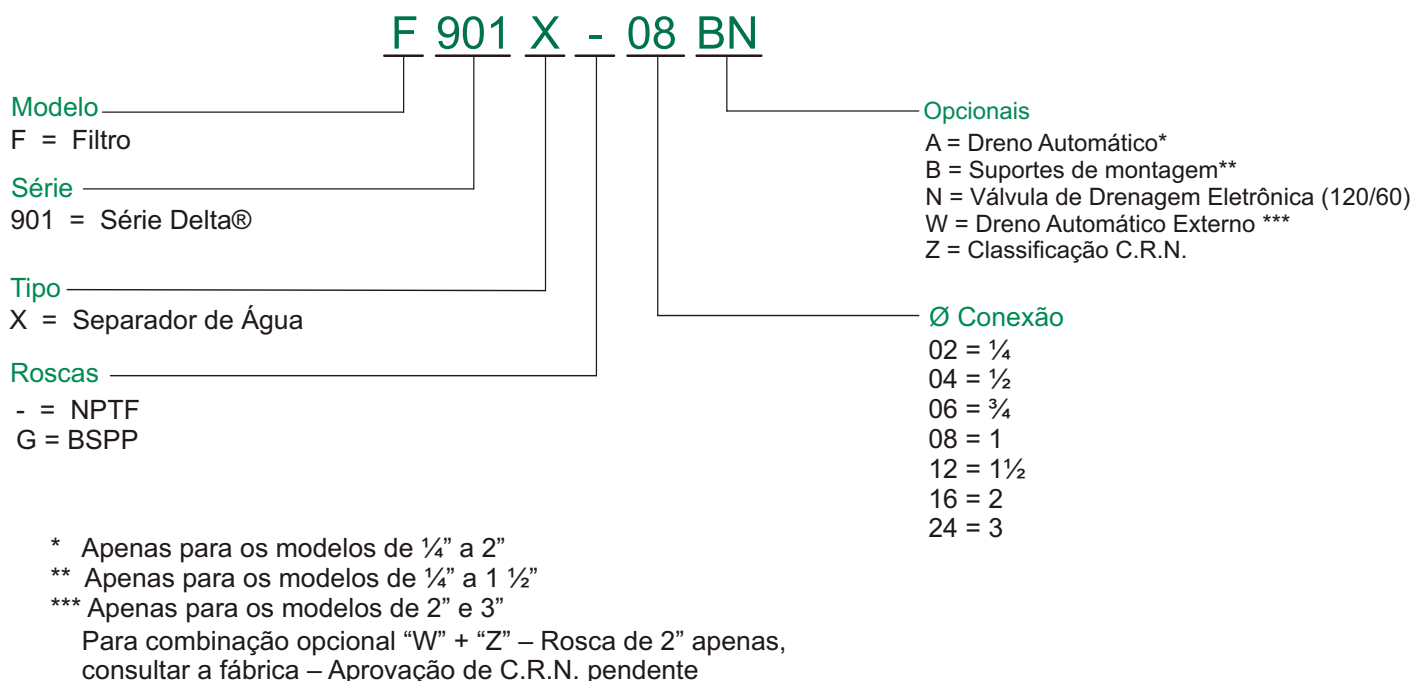 F 901 X - 08 BN
Modelo
F = Filtro
Série
901 = Série Delta®
Tipo
X = Separador de Água
Roscas
- = NPTF
G = BSPP
Opcionais
A = Dreno Automático*
B = Suportes de montagem**
N = Válvula de Drenagem Eletrônica (120/60)
W = Dreno Automático Externo ***
Z = Classificação C.R.N.
Ø Conexão
02 = ¼
04 = ½
06 = ¾
08 = 1
12 = 1½
16 = 2
24 = 3
* Apenas para os modelos de ¼” a 2”
** Apenas para os modelos de ¼” a 1 ½”
*** Apenas para os modelos de 2” e 3”
Para combinação opcional “W” + “Z” – Rosca de 2” apenas,
consultar a fábrica – Aprovação de C.R.N. pendente